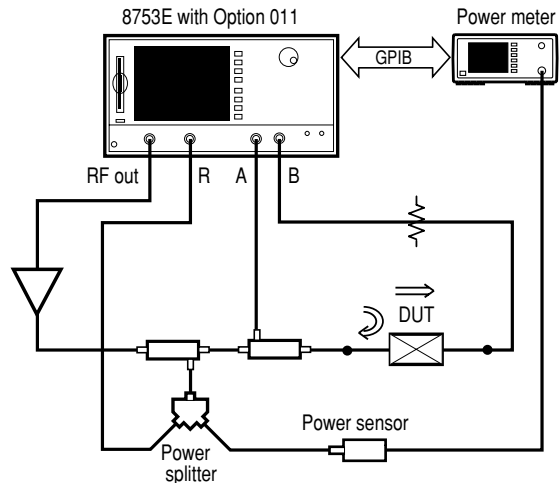 8753E with Option 011
Power meter
GPIB
RF out
R
A
B
DUT
Power sensor
Power
splitter